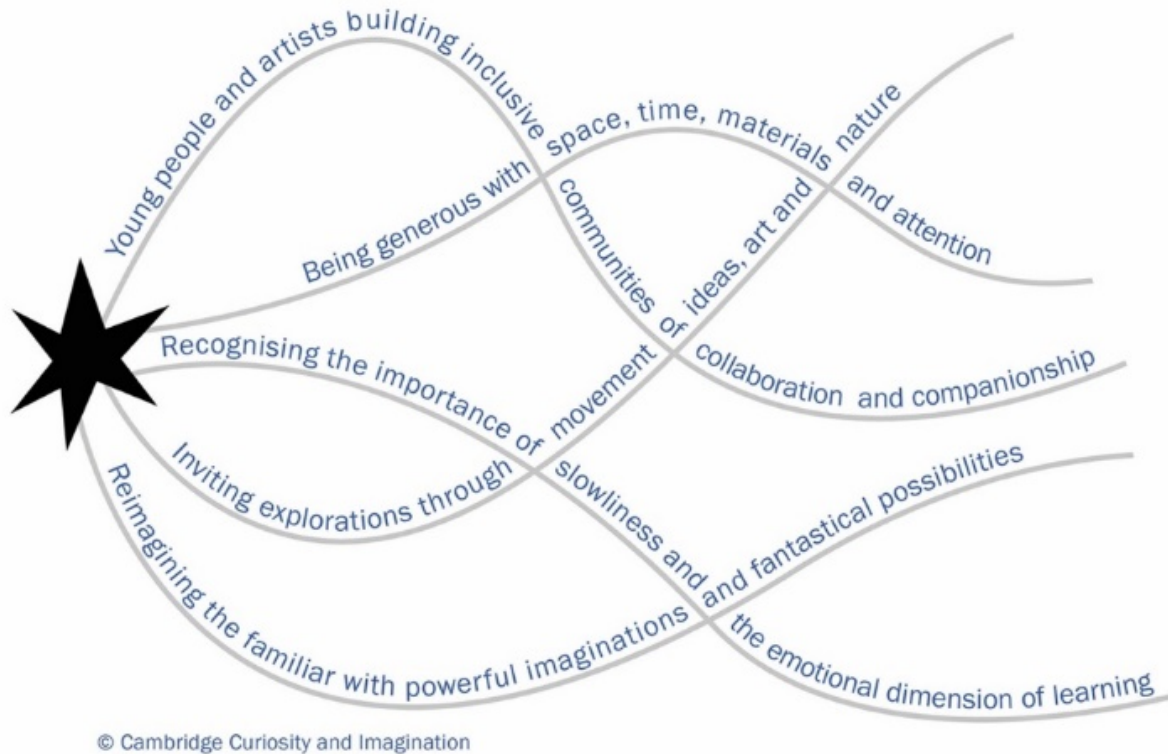 Young people and artists building inclusive communities of collaboration and companionship
Being generous with space, time, materials and attention
Recognising the importance of slowliness and the emotional dimension of learning
Inviting explorations through movement ideas, art and nature
Reimagining the familiar with powerful imaginations and fantastical possibilities
© Cambridge Curiosity and Imagination